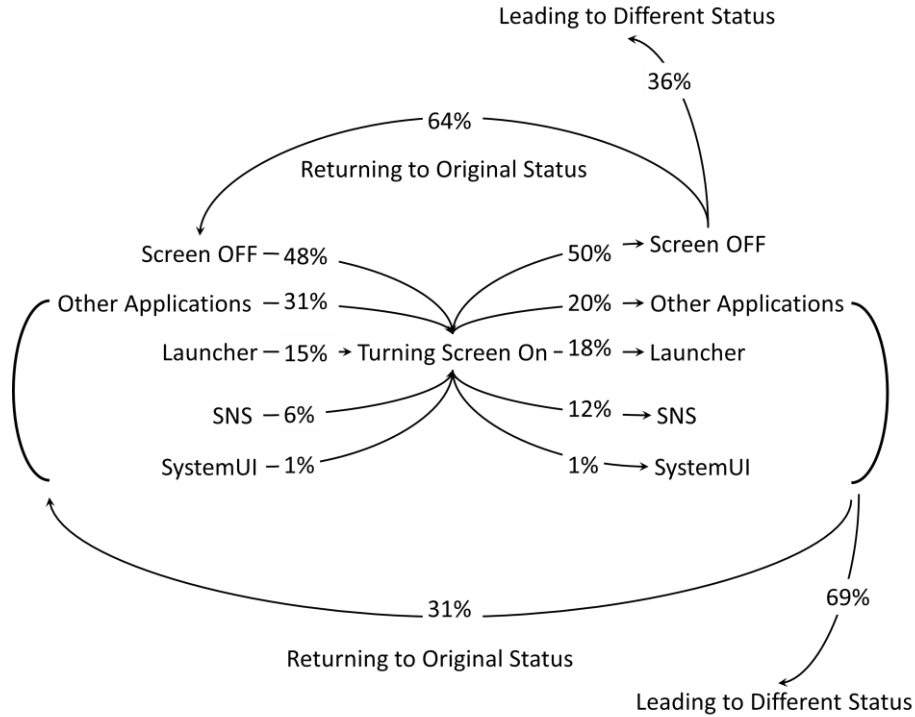 Leading to Different Status
36%
64%
Returning to Original Status
Screen OFF 48% 50% Screen OFF
Other Applications 31% 20% Other Applications
Launcher 15% Turning Screen On 18% Launcher
SNS 6% 12% SNS
SystemUI 1% 1% SystemUI
31%
69%
Returning to Original Status
Leading to Different Status